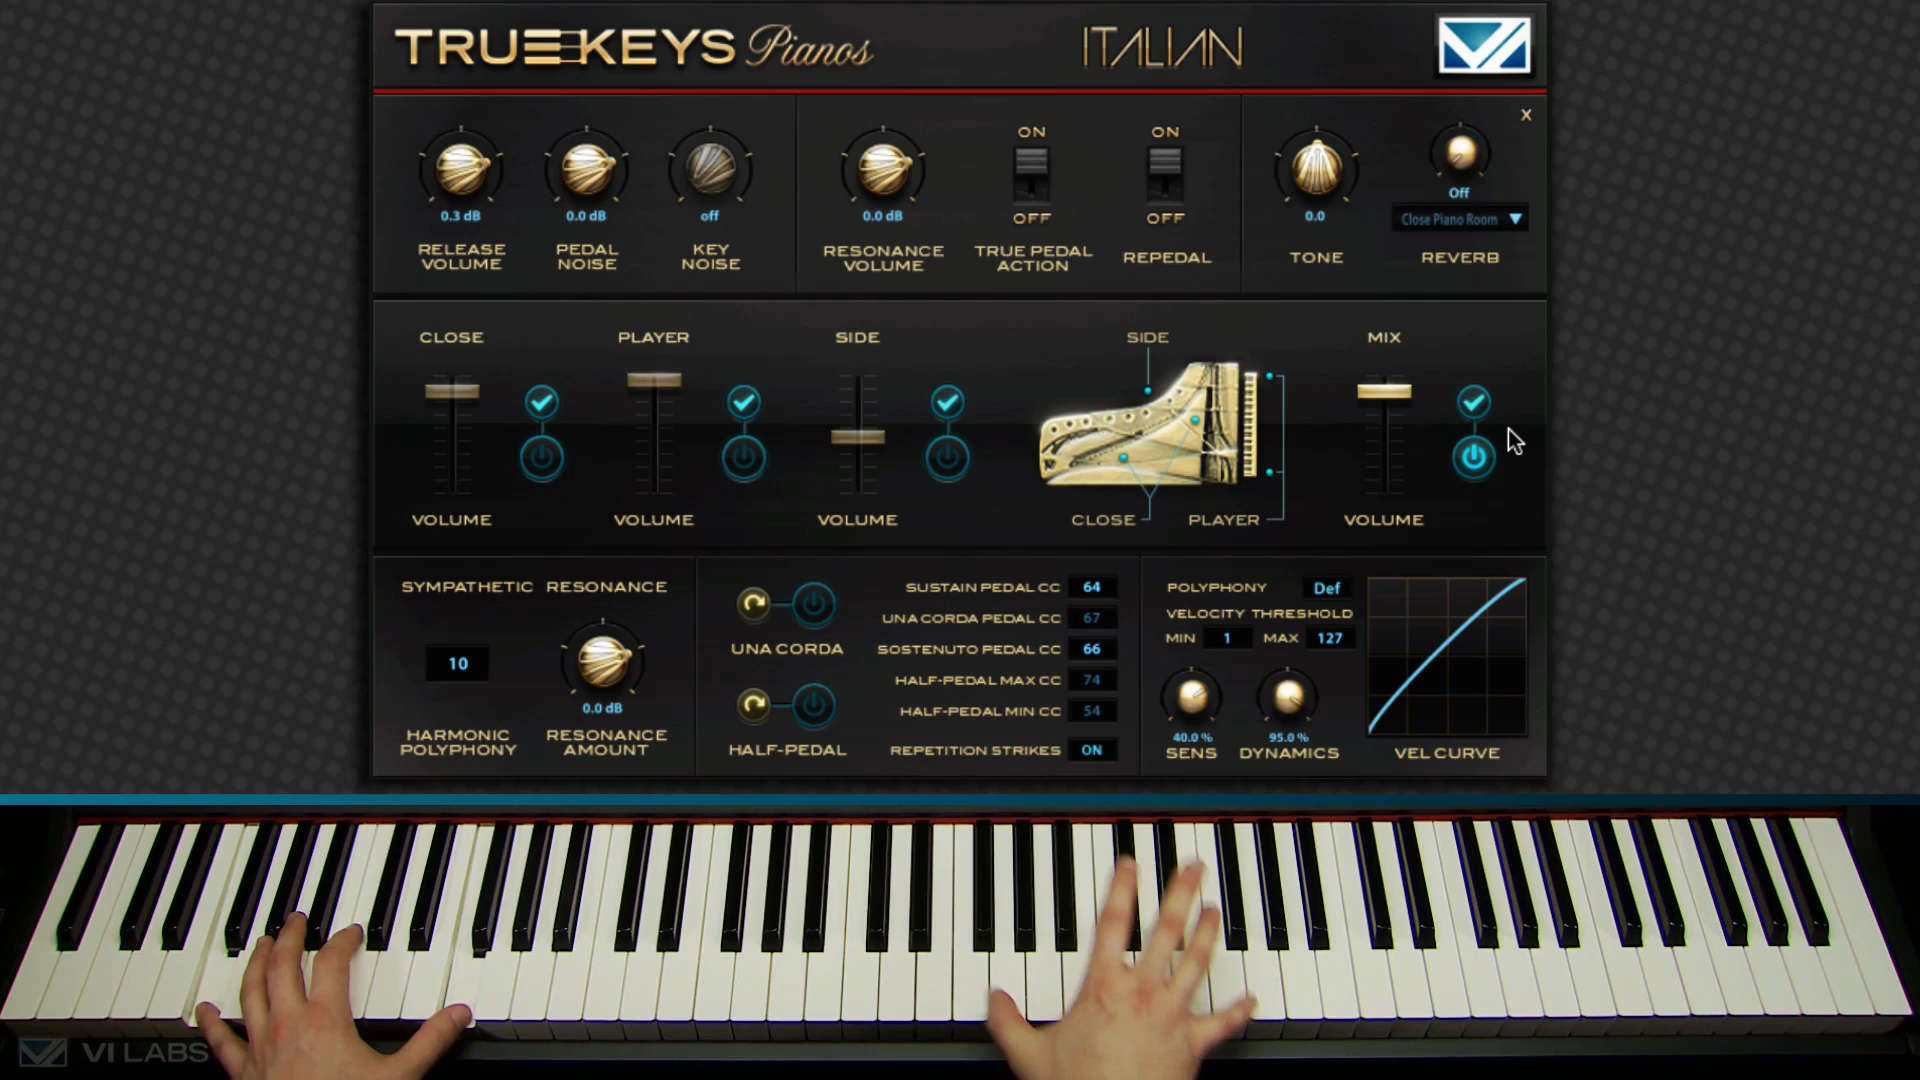 TRUE KEYS Pianos
ITALIAN
X
ON
ON
Off
0.3 dB
0.0 dB
off
0.0 dB
OFF
OFF
0.0
Close Piano Room
RELEASE VOLUME
PEDAL NOISE
KEY NOISE
RESONANCE VOLUME
TRUE PEDAL ACTION
REPEDAL
TONE
REVERB
CLOSE
PLAYER
SIDE
SIDE
MIX
VOLUME
VOLUME
VOLUME
CLOSE
PLAYER
VOLUME
SYMPATHETIC RESONANCE
10
0.0 dB
HARMONIC POLYPHONY
RESONANCE AMOUNT
UNA CORDA
HALF-PEDAL
SUSTAIN PEDAL CC 64
UNA CORDA PEDAL CC 67
SOSTENUTO PEDAL CC 66
HALF-PEDAL MAX CC 74
HALF-PEDAL MIN CC 54
REPETITION STRIKES ON
POLYPHONY Def
VELOCITY THRESHOLD
MIN 1 MAX 127
40.0 %
95.0 %
SENS
DYNAMICS
VEL CURVE
VI LABS